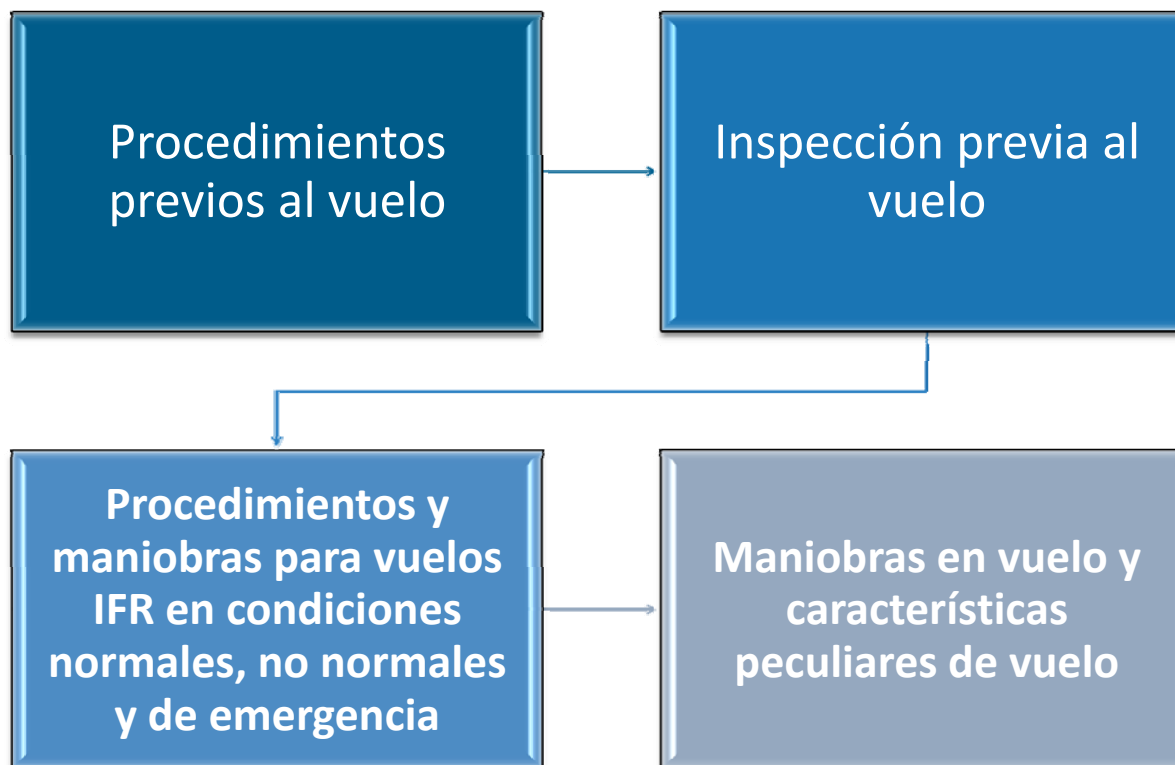 Procedimientos
previos al vuelo
Inspección previa al
vuelo
Procedimientos y
maniobras para vuelos
IFR en condiciones
normales, no normales
y de emergencia
Maniobras en vuelo y
características
peculiares de vuelo